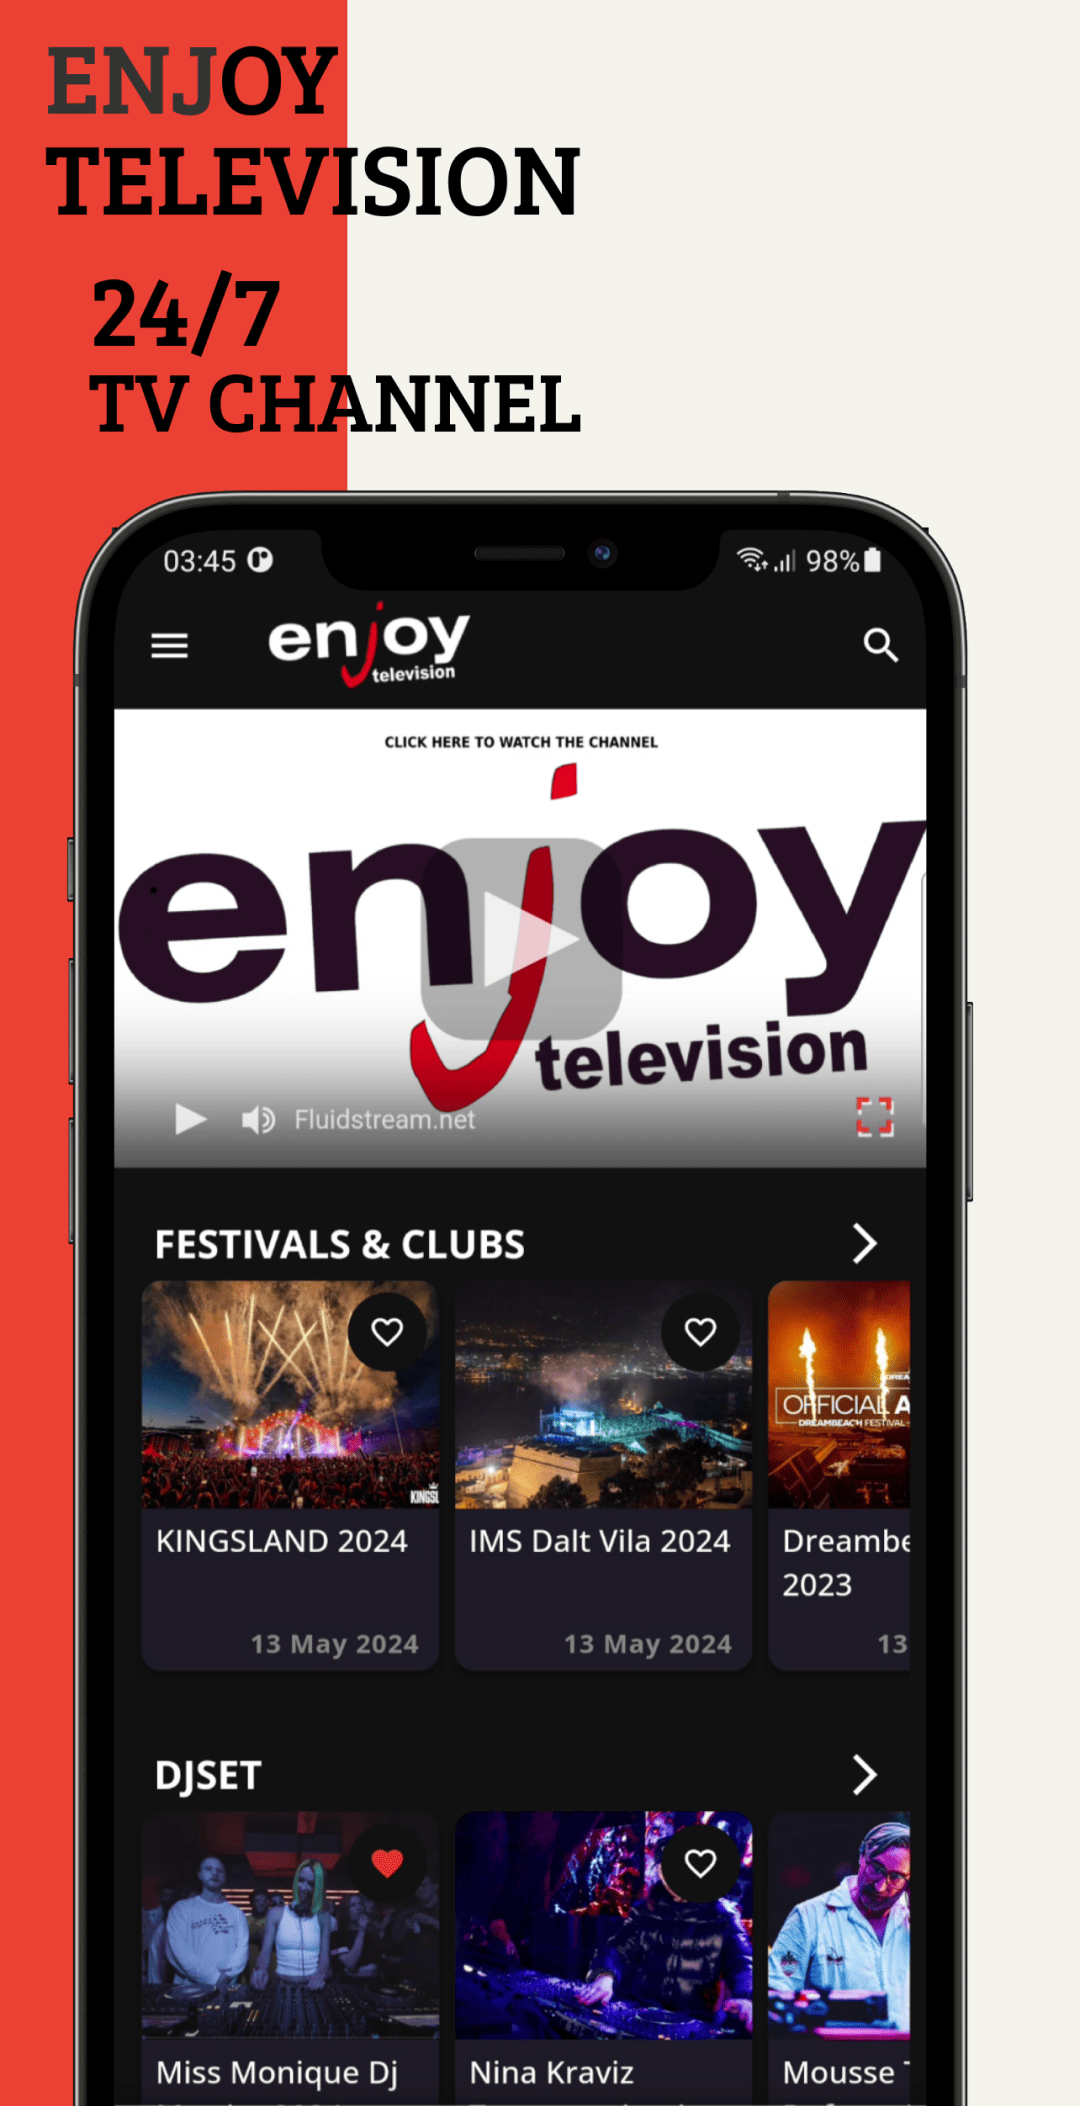 ENJOY
TELEVISION
24/7
TV CHANNEL
03:45
98%
enjoy
television
CLICK HERE TO WATCH THE CHANNEL
enjoy
television
Fluidstream.net
FESTIVALS & CLUBS
KINGSLAND 2024
13 May 2024
IMS Dalt Vila 2024
13 May 2024
OFFICIAL A
DREAMBEACH FESTIVAL
Dreambe
2023
13
DJSET
Miss Monique Dj
Nina Kraviz
Mousse